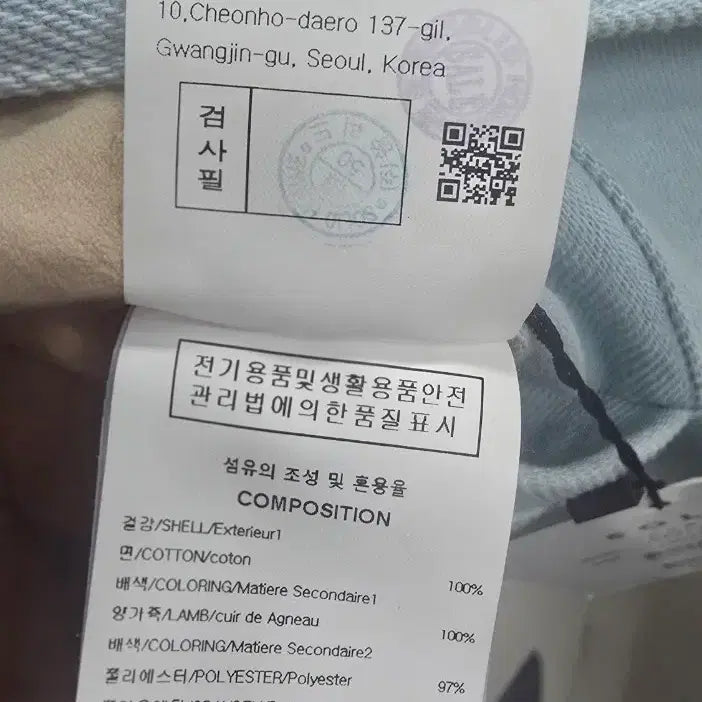 10,Cheonho-daero 137-gil,
Gwangjin-gu, Seoul, Korea
검사필
전기용품및생활용품안전
관리법에의한품질표시
섬유의 조성 및 혼용율
COMPOSITION
겉감/SHELL/Exterieur1
면/COTTON/coton 100%
배색/COLORING/Matiere Secondaire1
양가죽/LAMB/cuir de Agneau 100%
배색/COLORING/Matiere Secondaire2
폴리에스터/POLYESTER/Polyester 97%